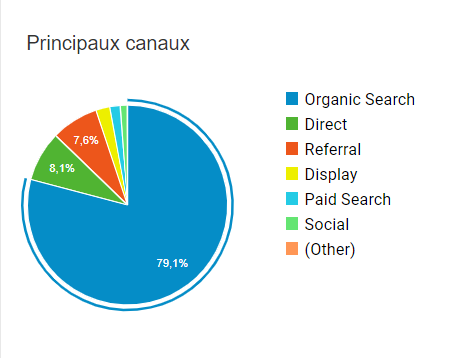 Principaux canaux
Organic Search
Direct
Referral
Display
Paid Search
Social
(Other)
7,6%
8,1%
79,1%